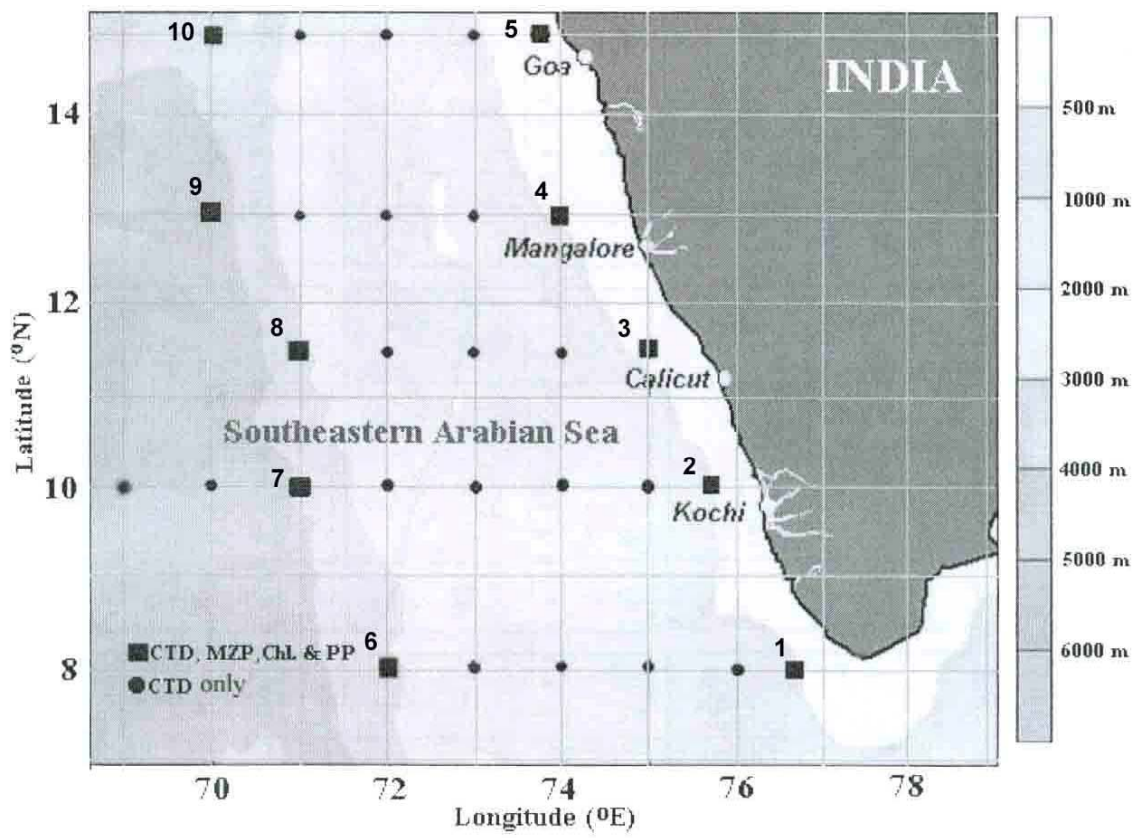 10
5
Goa
INDIA
14
500 m
9
4
1000 m
Mangalore
12
2000 m
8
3
Calicut
3000 m
Latitude (⁰N)
Southeastern Arabian Sea
10
7
2
Kochi
4000 m
5000 m
8
6
1
CTD, MZP, Chl. & PP
CTD only
6000 m
70
72
74
76
78
Longitude (⁰E)